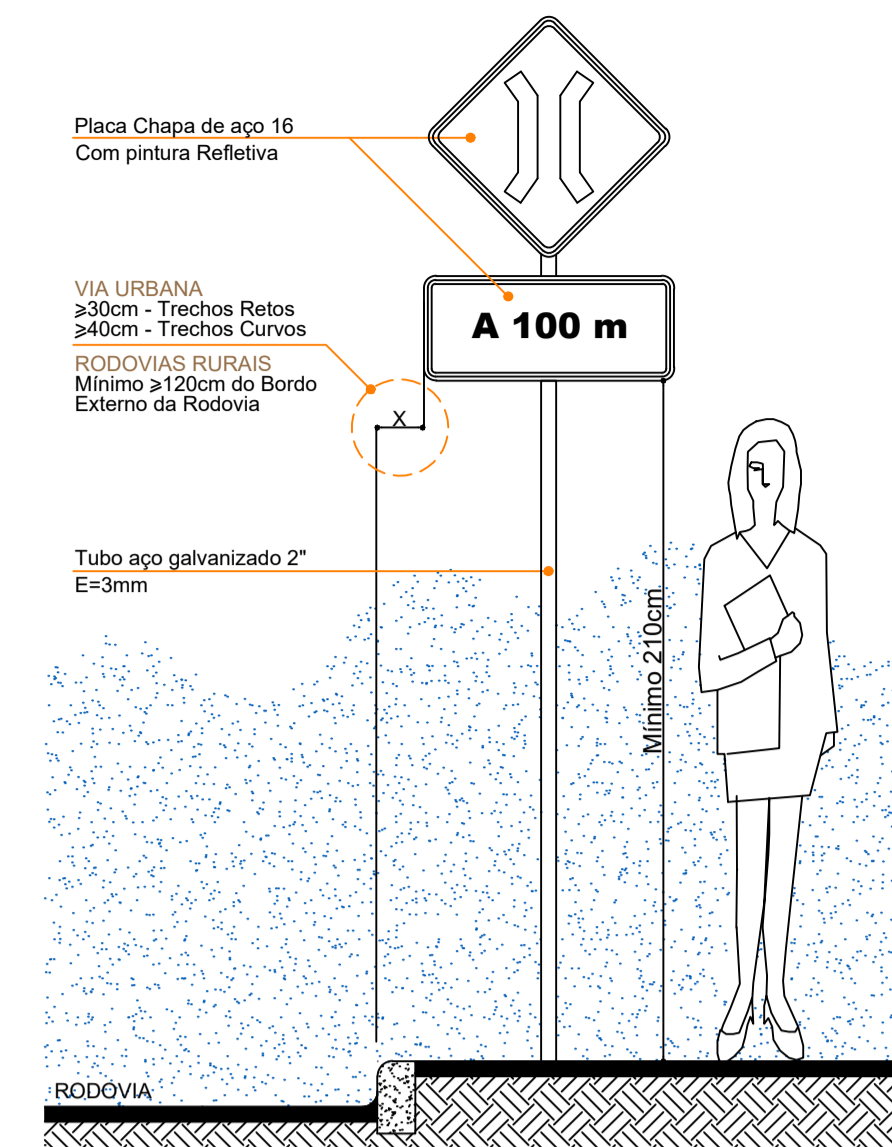 Placa Chapa de aço 16
Com pintura Refletiva
VIA URBANA
⩾30cm - Trechos Retos
⩾40cm - Trechos Curvos
RODOVIAS RURAIS
Mínimo ⩾120cm do Bordo
Externo da Rodovia
A 100 m
X
Tubo aço galvanizado 2"
E=3mm
Mínimo 210cm
RODOVIA